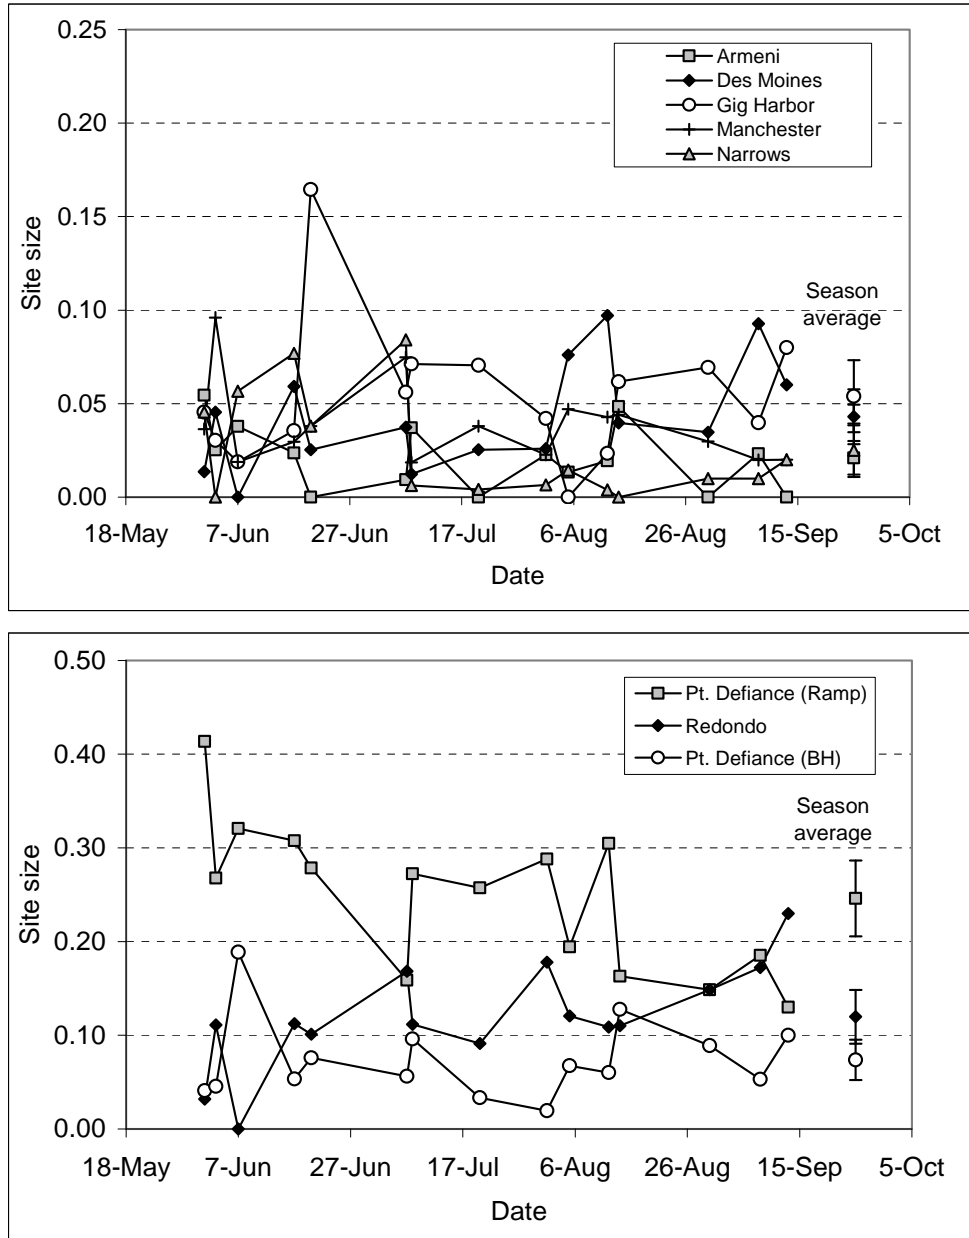 0.25
0.20
0.15
0.10
0.05
0.00
Site size
Armeni
Des Moines
Gig Harbor
Manchester
Narrows
Season
average
18-May
7-Jun
27-Jun
17-Jul
6-Aug
26-Aug
15-Sep
5-Oct
Date
0.50
0.40
0.30
0.20
0.10
0.00
Site size
Pt. Defiance (Ramp)
Redondo
Pt. Defiance (BH)
Season
average
18-May
7-Jun
27-Jun
17-Jul
6-Aug
26-Aug
15-Sep
5-Oct
Date